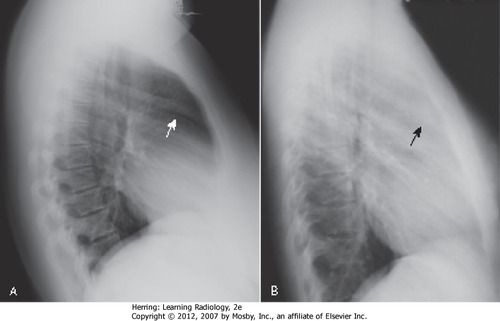 A
B
Herring: Learning Radiology, 2e
Copyright © 2012, 2007 by Mosby, Inc., an affiliate of Elsevier Inc.